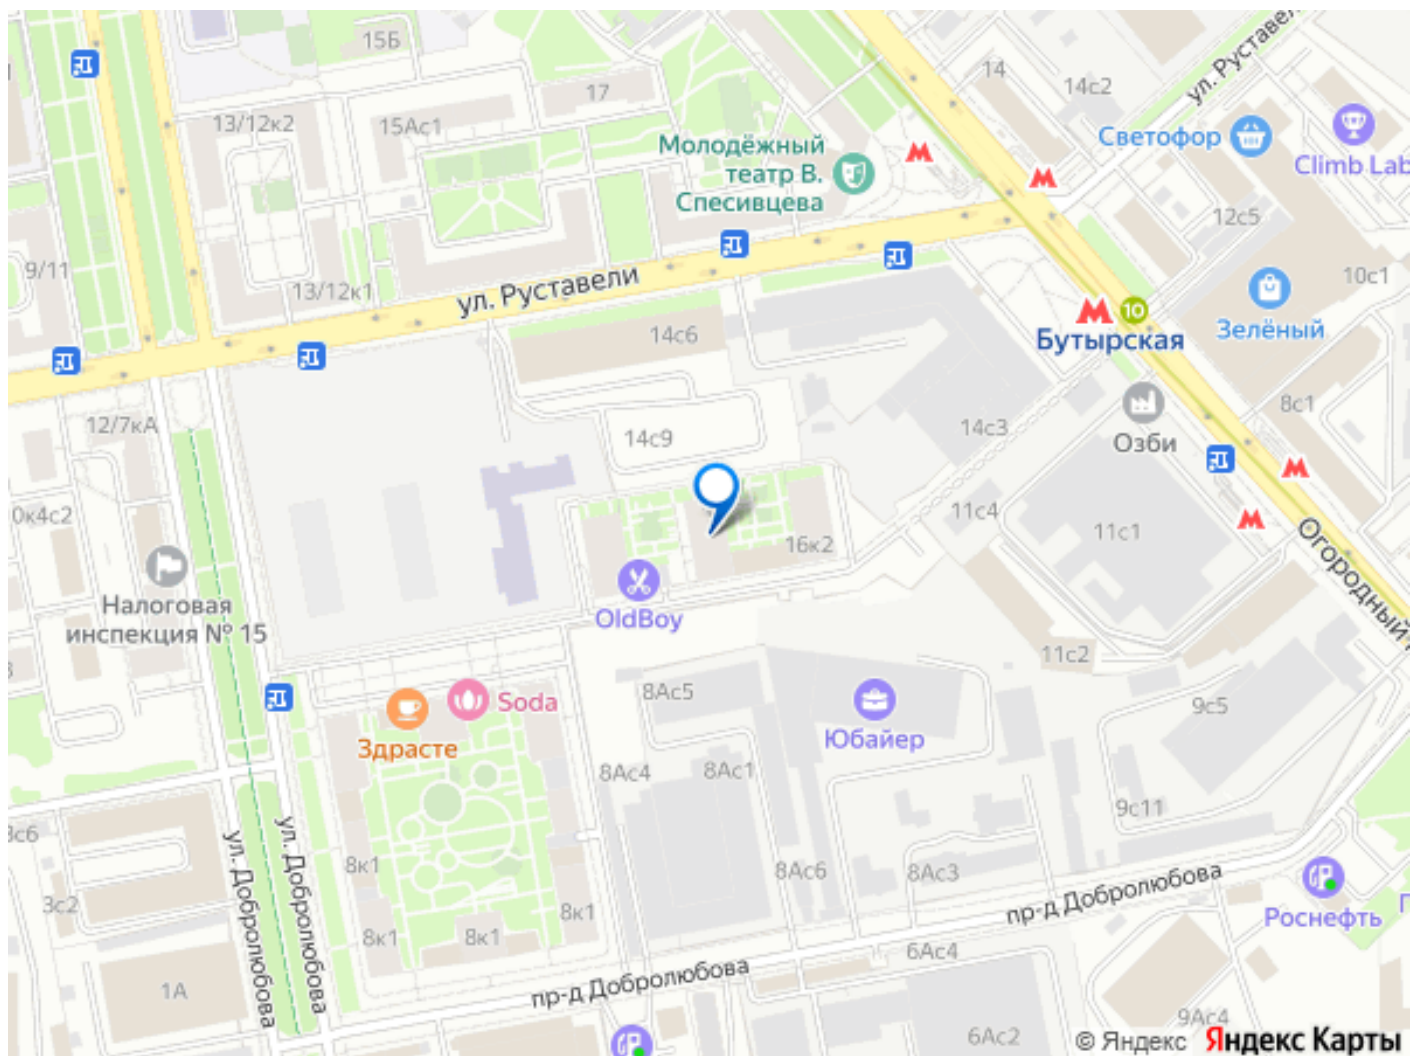 15Б
14
14с2
ул. Руставели
17
13/12к2
15Ас1
Молодёжный
театр В.
Спесивцева
Светофор
Climb Lab
12с5
9/11
13/12к1
ул. Руставели
10с1
10
Бутырская
Зелёный
14с6
12/7кА
14с9
14с3
8с1
Озби
11с4
11с1
16к2
Огородный
Налоговая
инспекция № 15
OldBoy
11с2
8Ас5
Soda
Здрасте
Юбайер
9с5
8Ас4
8Ас1
9с11
ул. Добролюбова
ул. Добролюбова
8к1
8Ас6
8Ас3
пр-д Добролюбова
3с2
8к1
8к1
8к1
Роснефть
6Ас4
пр-д Добролюбова
1А
9Ас4
6Ас2
© Яндекс Яндекс Карты